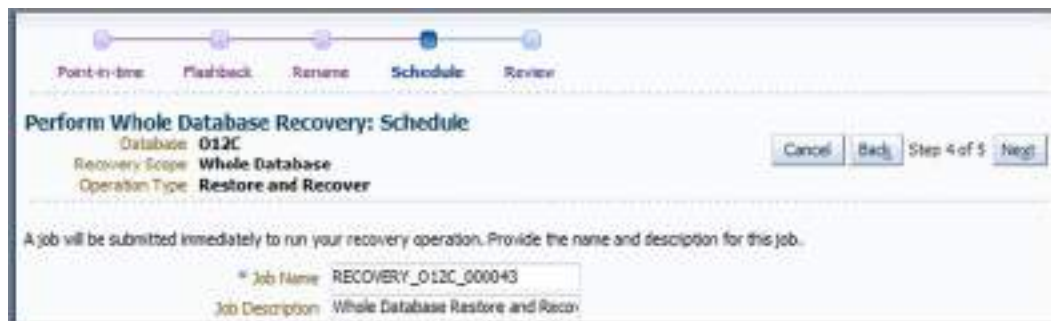 Point-in-time Flashback Rename Schedule Review
Perform Whole Database Recovery: Schedule
Database O12C
Recovery Scope Whole Database
Operation Type Restore and Recover
Cancel Back Step 4 of 5 Next
A job will be submitted immediately to run your recovery operation. Provide the name and description for this job.
* Job Name RECOVERY_O12C_000043
Job Description Whole Database Restore and Recov